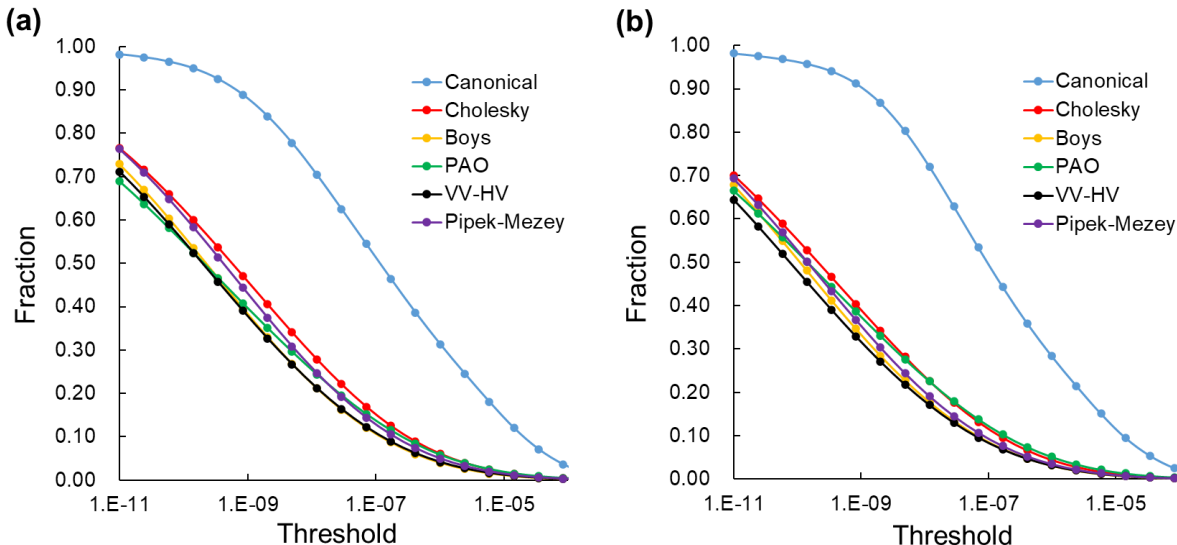 (a)
1.00
0.90
0.80
0.70
0.60
0.50
0.40
0.30
0.20
0.10
0.00
Fraction
1.E-11
1.E-09
1.E-07
1.E-05
Threshold
Canonical
Cholesky
Boys
PAO
VV-HV
Pipek-Mezey
(b)
1.00
0.90
0.80
0.70
0.60
0.50
0.40
0.30
0.20
0.10
0.00
Fraction
1.E-11
1.E-09
1.E-07
1.E-05
Threshold
Canonical
Cholesky
Boys
PAO
VV-HV
Pipek-Mezey